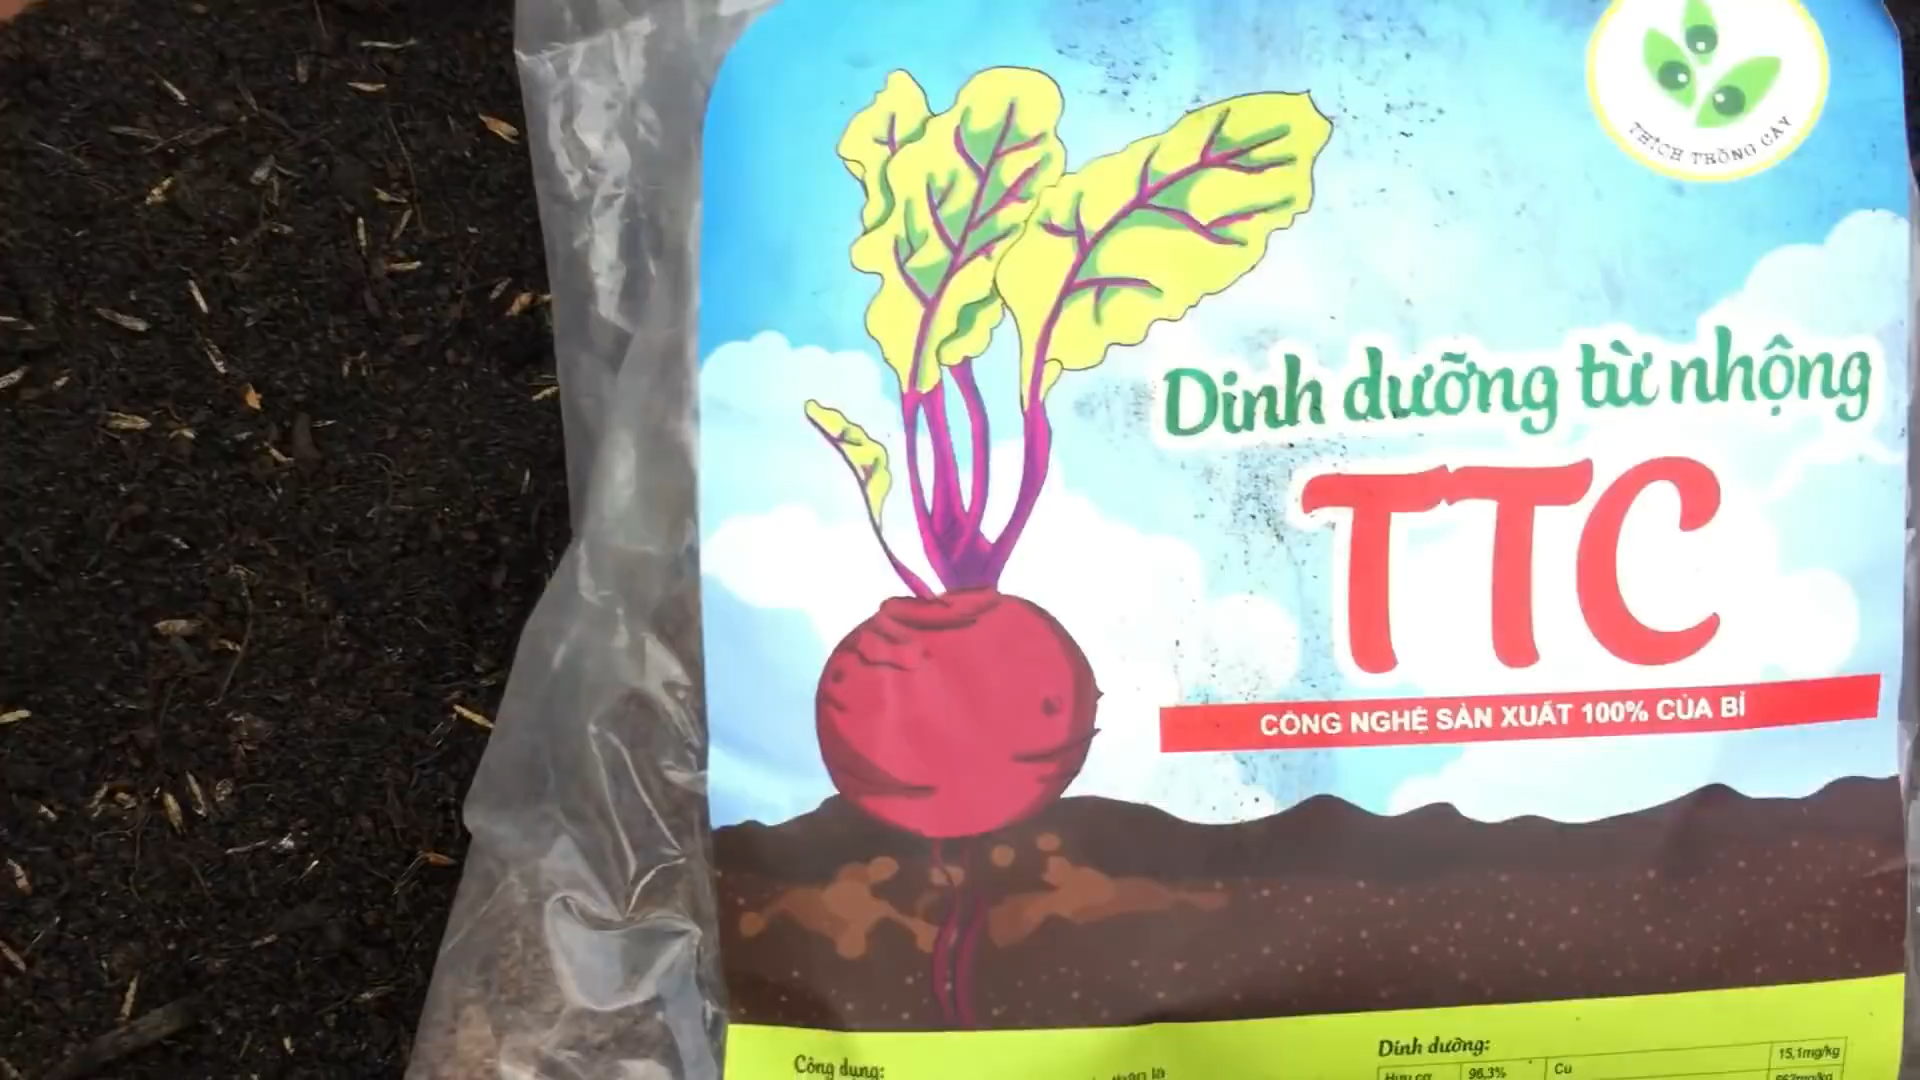 THÍCH TRỒNG CÂY
Dinh dưỡng từ nhộng
TTC
CÔNG NGHỆ SẢN XUẤT 100% CỦA BỈ
Công dụng:
Dinh dưỡng:
Hưu cơ 96,3% Cu 15,1mg/kg